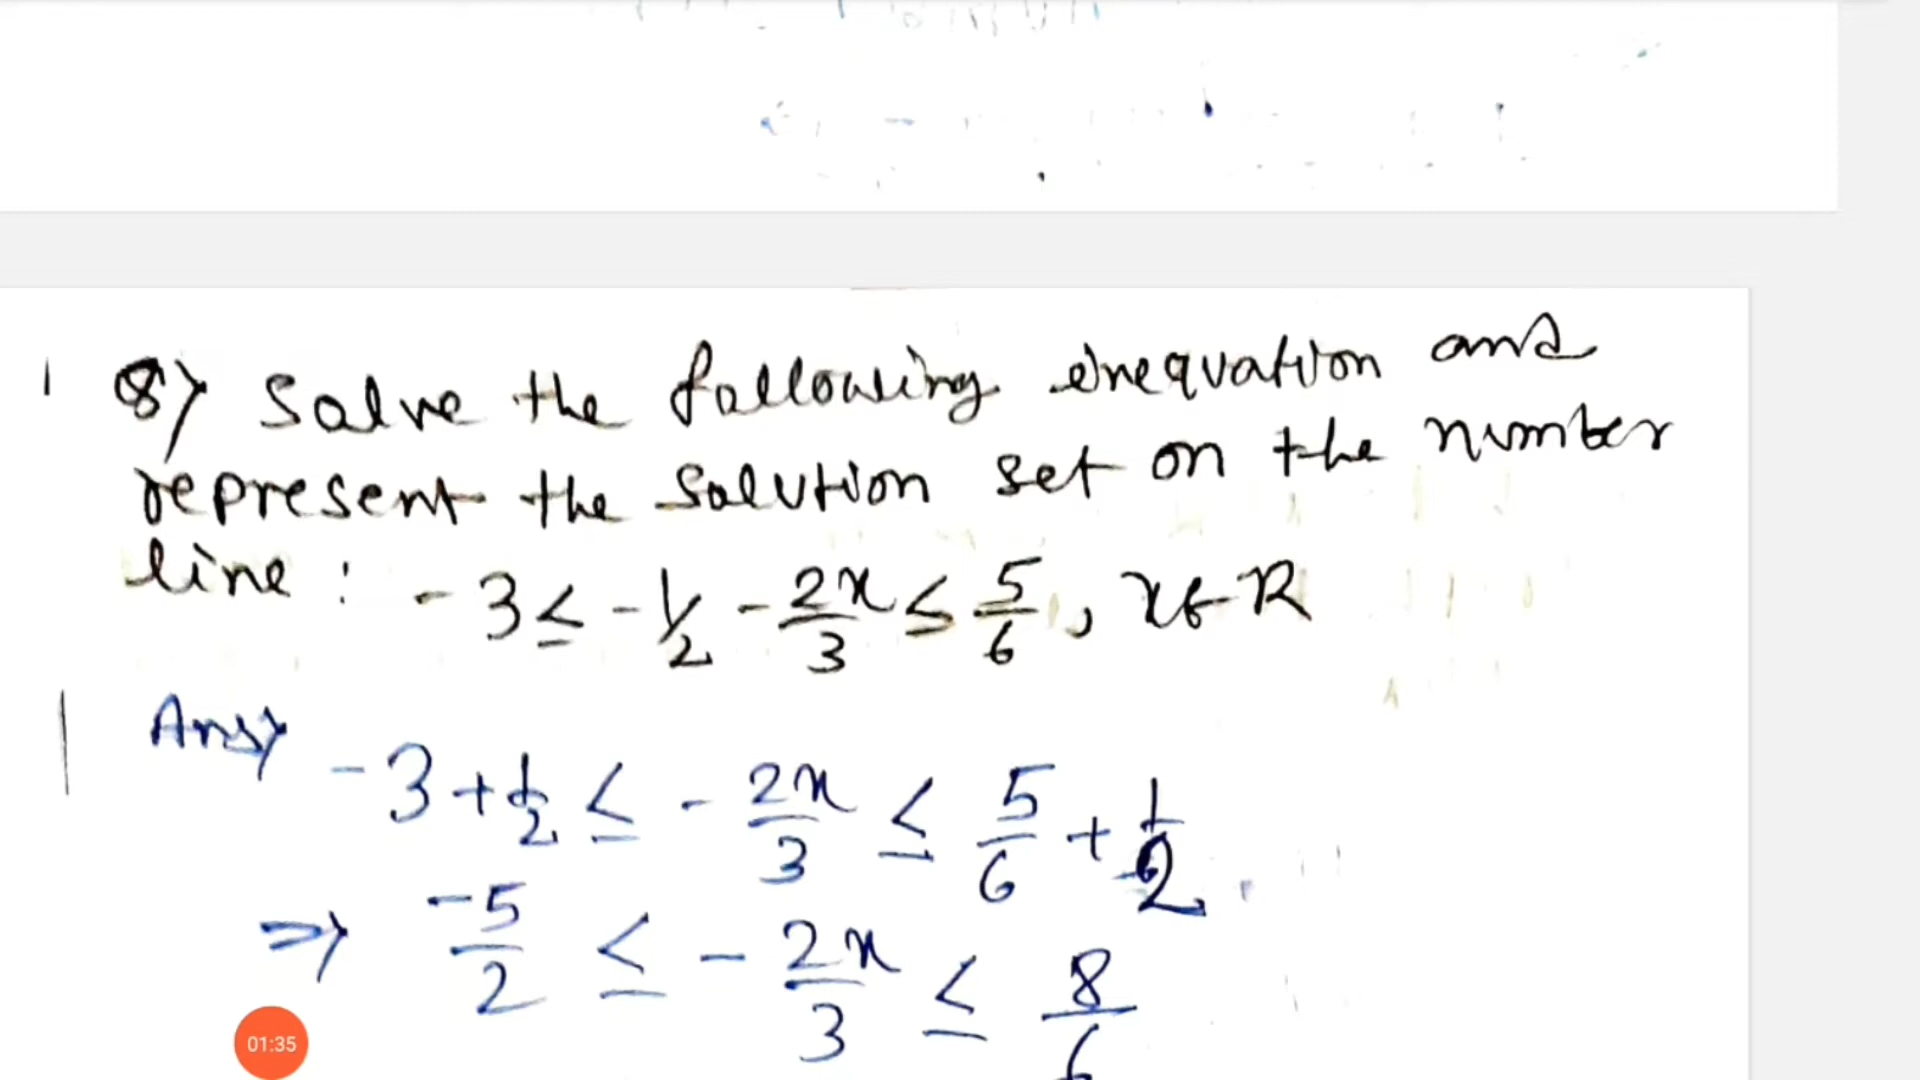 8) Solve the following inequation and
represent the solution set on the number
line : -3 ≤ -1/2 - 2x/3 ≤ 5/6, x∈R
Ans) -3 + 1/2 ≤ - 2x/3 ≤ 5/6 + 1/2
⇒ -5/2 ≤ - 2x/3 ≤ 8/6
01:35